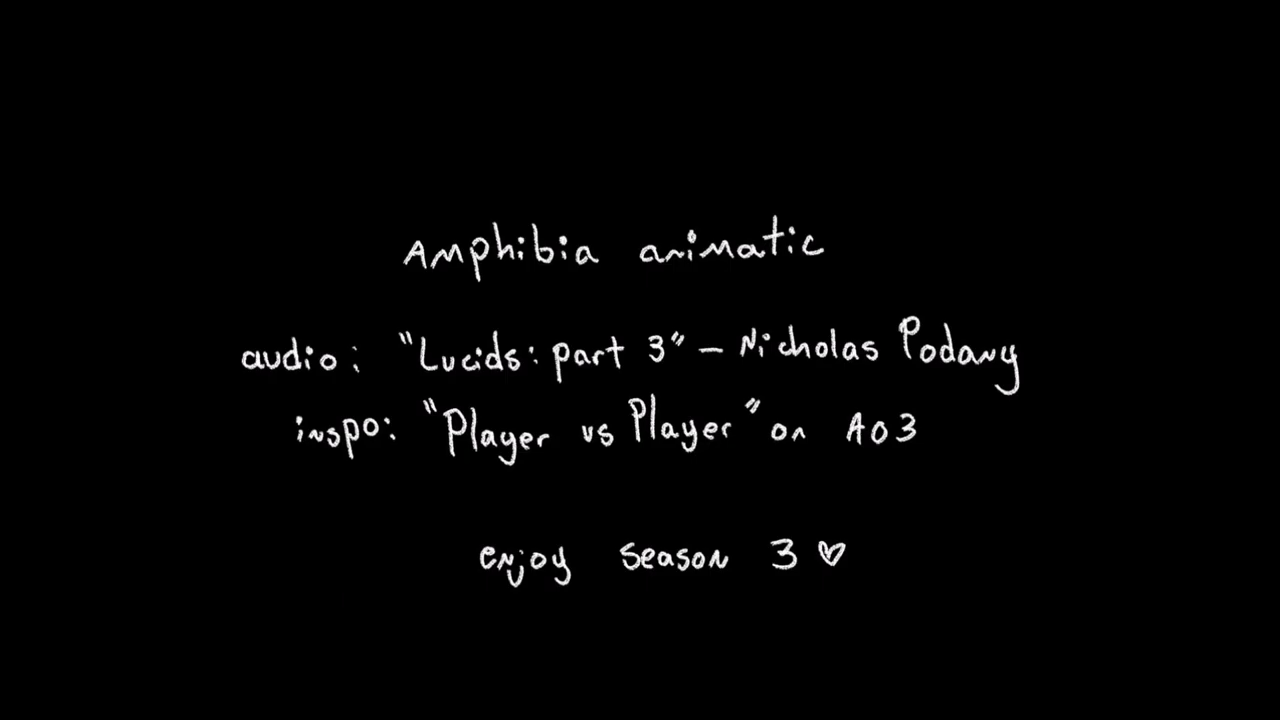 Amphibia animatic
audio: "Lucids: part 3" – Nicholas Podany
inspo: "Player vs Player" on AO3
enjoy season 3 ♡